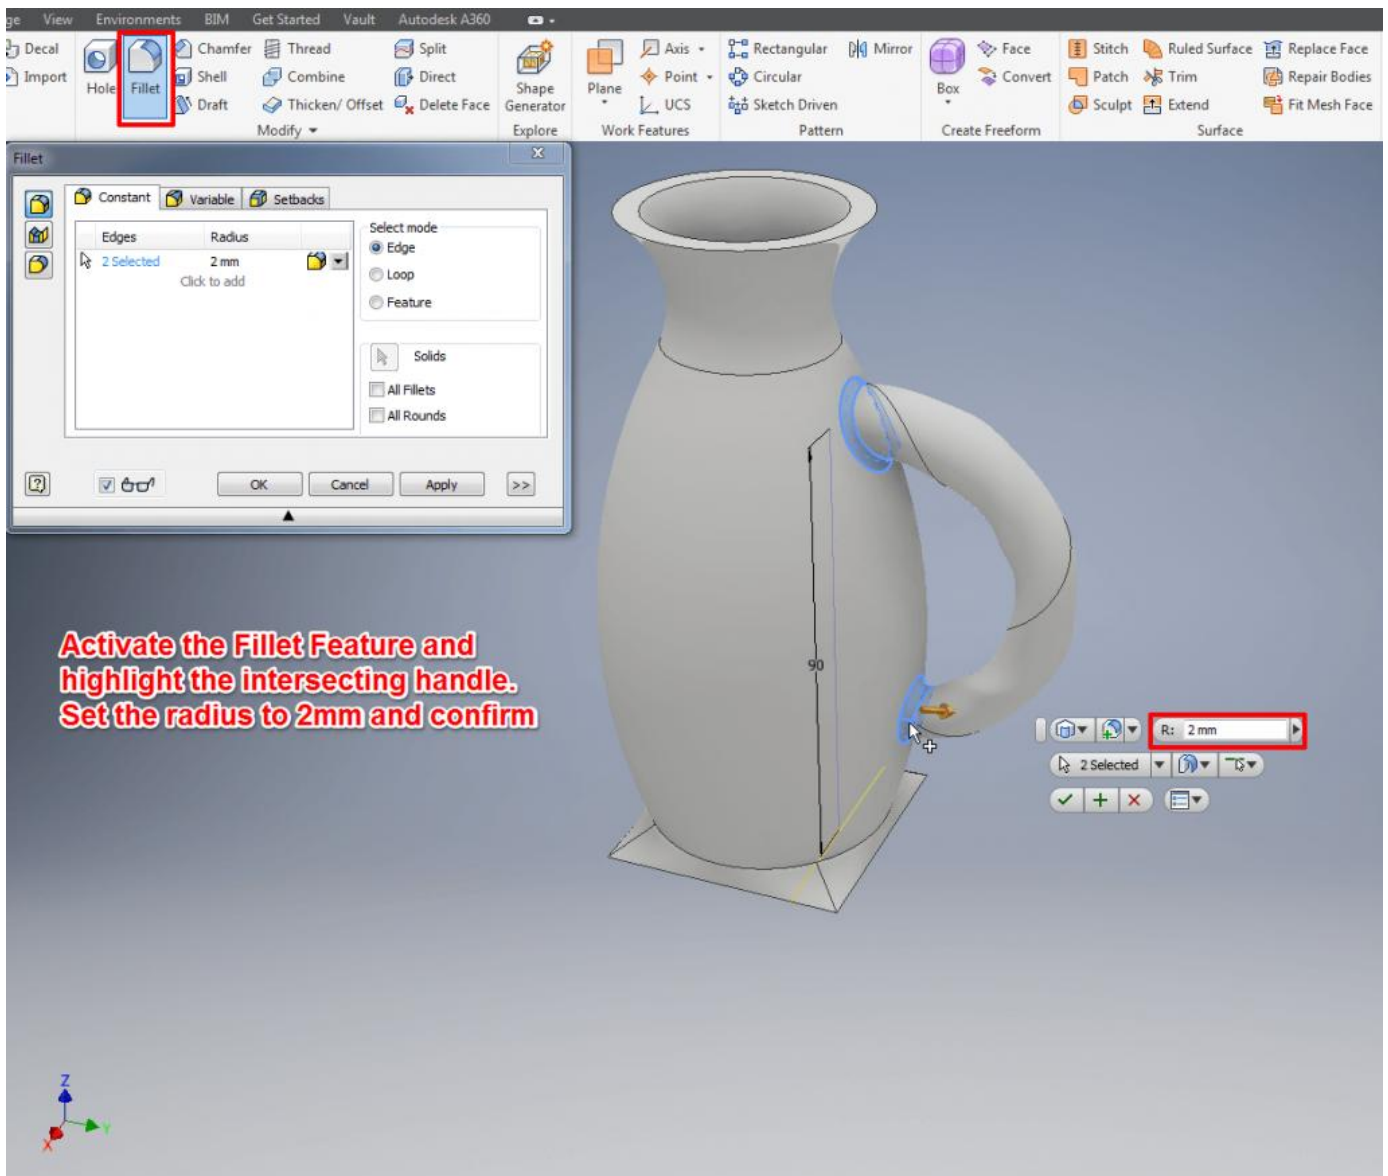 ge View Environments BIM Get Started Vault Autodesk A360
Decal Chamfer Thread Split Axis Rectangular Mirror Face Stitch Ruled Surface Replace Face
Import Hole Fillet Shell Combine Direct Shape Generator Plane Point Circular Box Convert Patch Trim Repair Bodies
Draft Thicken/ Offset Delete Face UCS Sketch Driven Sculpt Extend Fit Mesh Face
Modify Explore Work Features Pattern Create Freeform Surface
Fillet
Constant Variable Setbacks
Edges Radius Select mode
2 Selected 2 mm Edge
Click to add Loop
Feature
Solids
All Fillets
All Rounds
OK Cancel Apply >>
Activate the Fillet Feature and
highlight the intersecting handle.
Set the radius to 2mm and confirm
90
R: 2 mm
2 Selected
Z
Y
X